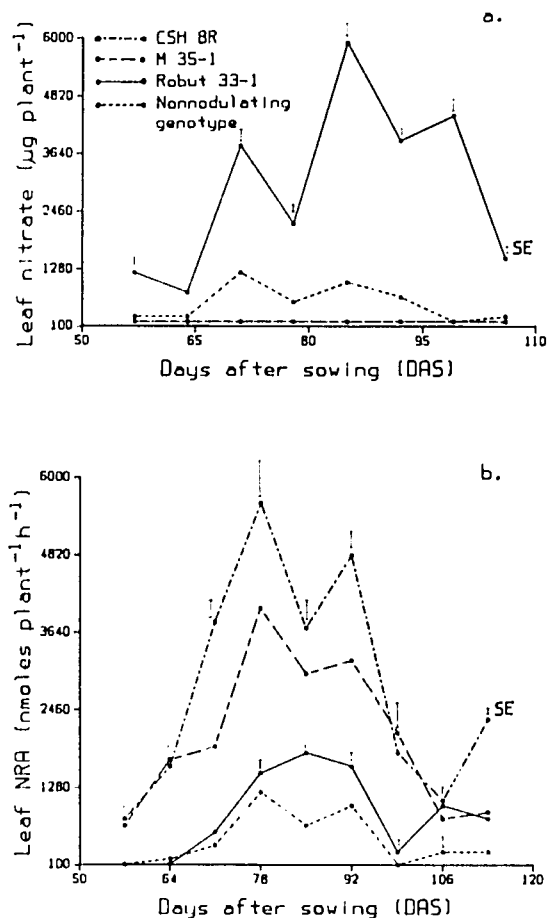 a.
CSH 8R
M 35-1
Robut 33-1
Nonnodulating
genotype
Leaf nitrate (µg plant⁻¹)
6000
4820
3640
2460
1280
100
SE
50 65 80 95 110
Days after sowing (DAS)
b.
Leaf NRA (nmoles plant⁻¹h⁻¹)
6000
4820
3640
2460
1280
100
SE
50 64 78 92 106 120
Days after sowing (DAS)